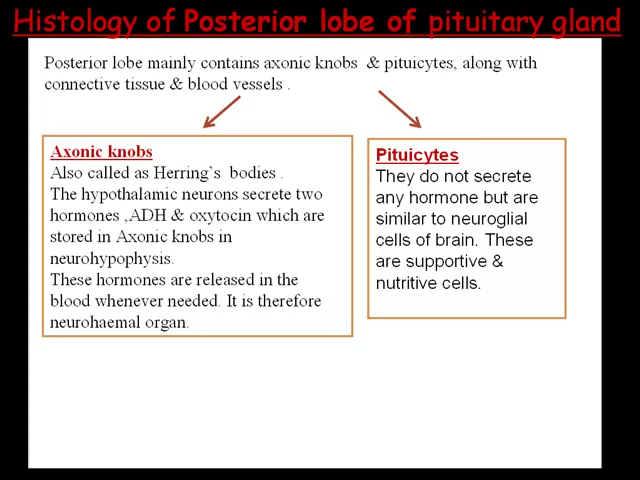 Histology of Posterior lobe of pituitary gland
Posterior lobe mainly contains axonic knobs & pituicytes, along with
connective tissue & blood vessels .
Axonic knobs
Also called as Herring’s bodies .
The hypothalamic neurons secrete two
hormones ,ADH & oxytocin which are
stored in Axonic knobs in
neurohypophysis.
These hormones are released in the
blood whenever needed. It is therefore
neurohaemal organ.
Pituicytes
They do not secrete
any hormone but are
similar to neuroglial
cells of brain. These
are supportive &
nutritive cells.